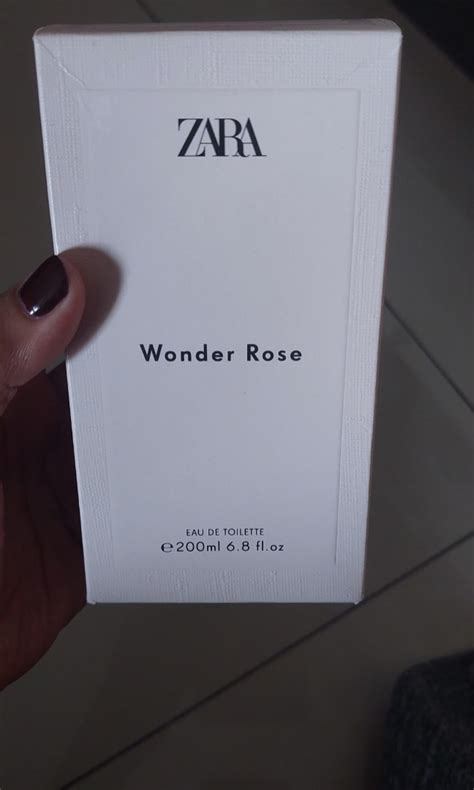 ZARA
Wonder Rose
EAU DE TOILETTE
℮200ml 6.8 fl.oz